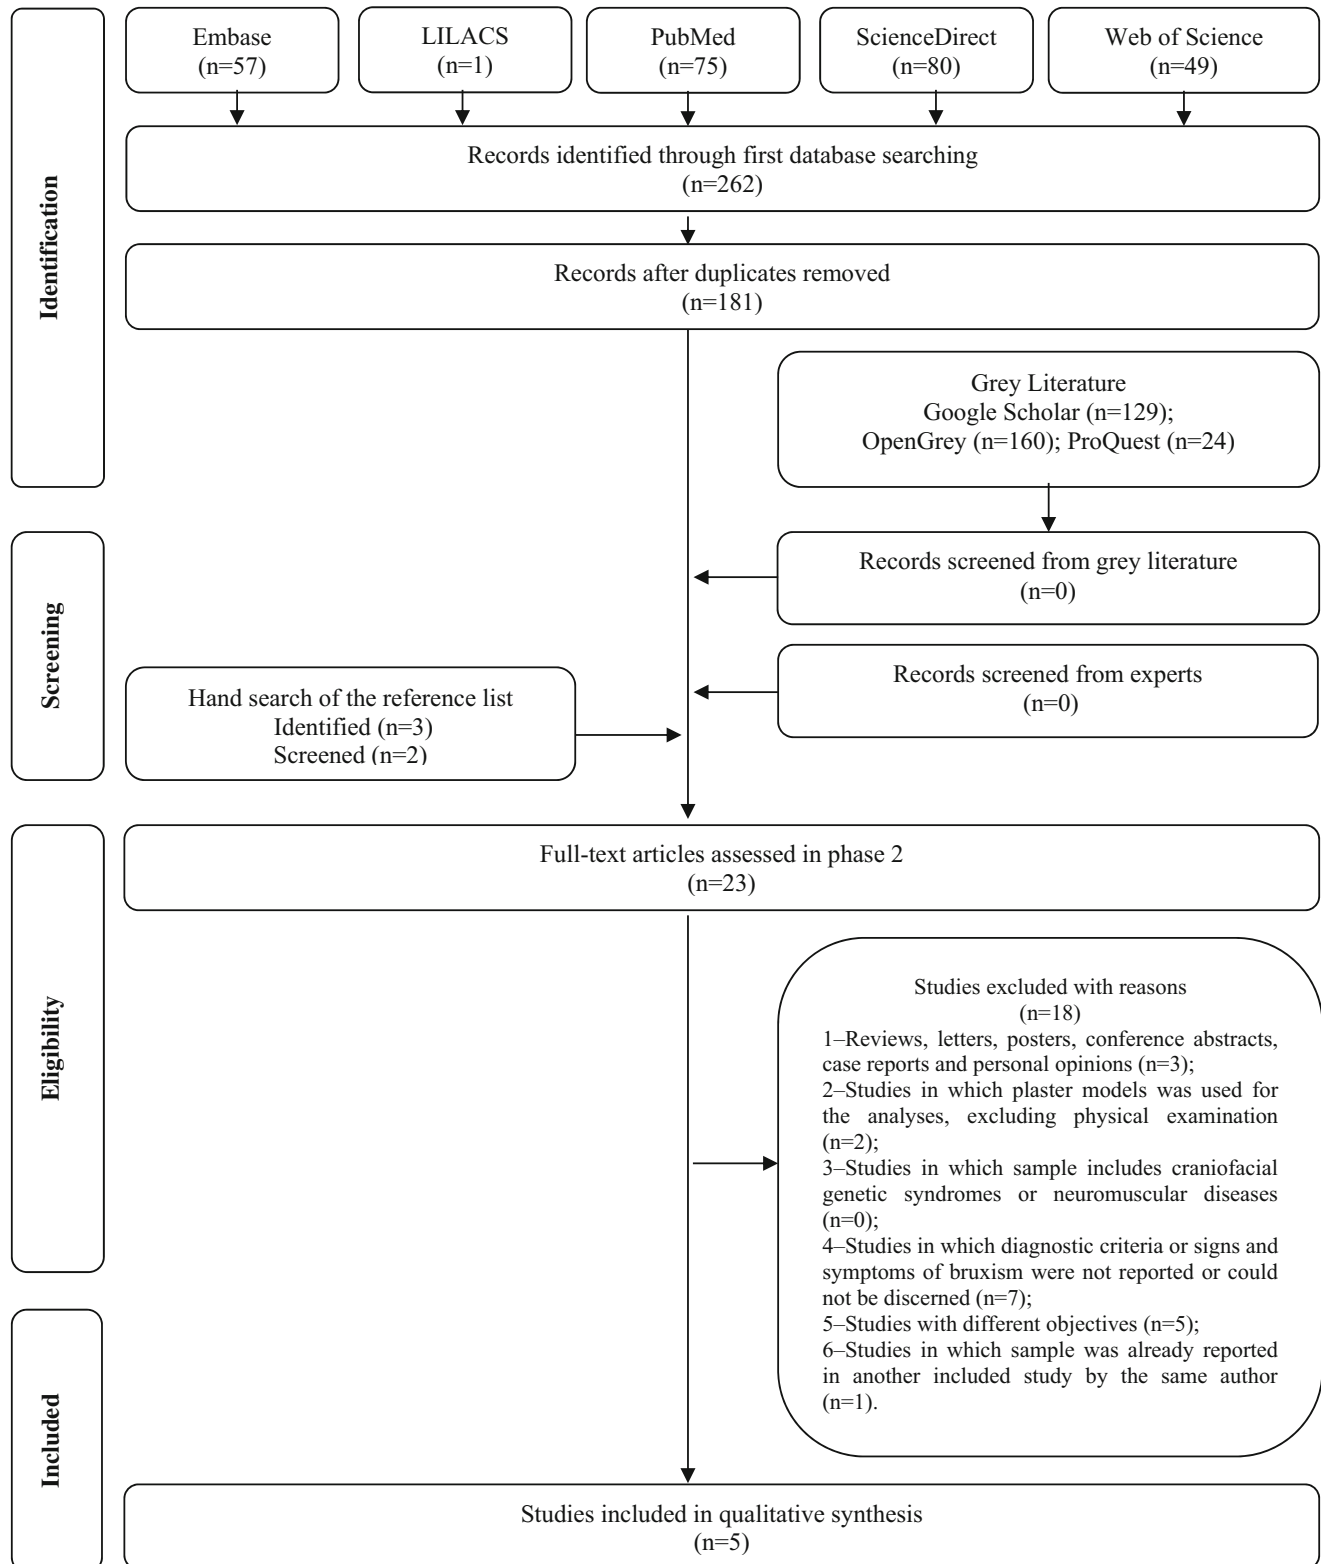 Identification
Embase
(n=57)
LILACS
(n=1)
PubMed
(n=75)
ScienceDirect
(n=80)
Web of Science
(n=49)
Records identified through first database searching
(n=262)
Records after duplicates removed
(n=181)
Grey Literature
Google Scholar (n=129);
OpenGrey (n=160); ProQuest (n=24)
Screening
Records screened from grey literature
(n=0)
Records screened from experts
(n=0)
Hand search of the reference list
Identified (n=3)
Screened (n=2)
Eligibility
Full-text articles assessed in phase 2
(n=23)
Studies excluded with reasons
(n=18)
1–Reviews, letters, posters, conference abstracts,
case reports and personal opinions (n=3);
2–Studies in which plaster models was used for
the analyses, excluding physical examination
(n=2);
3–Studies in which sample includes craniofacial
genetic syndromes or neuromuscular diseases
(n=0);
4–Studies in which diagnostic criteria or signs and
symptoms of bruxism were not reported or could
not be discerned (n=7);
5–Studies with different objectives (n=5);
6–Studies in which sample was already reported
in another included study by the same author
(n=1).
Included
Studies included in qualitative synthesis
(n=5)